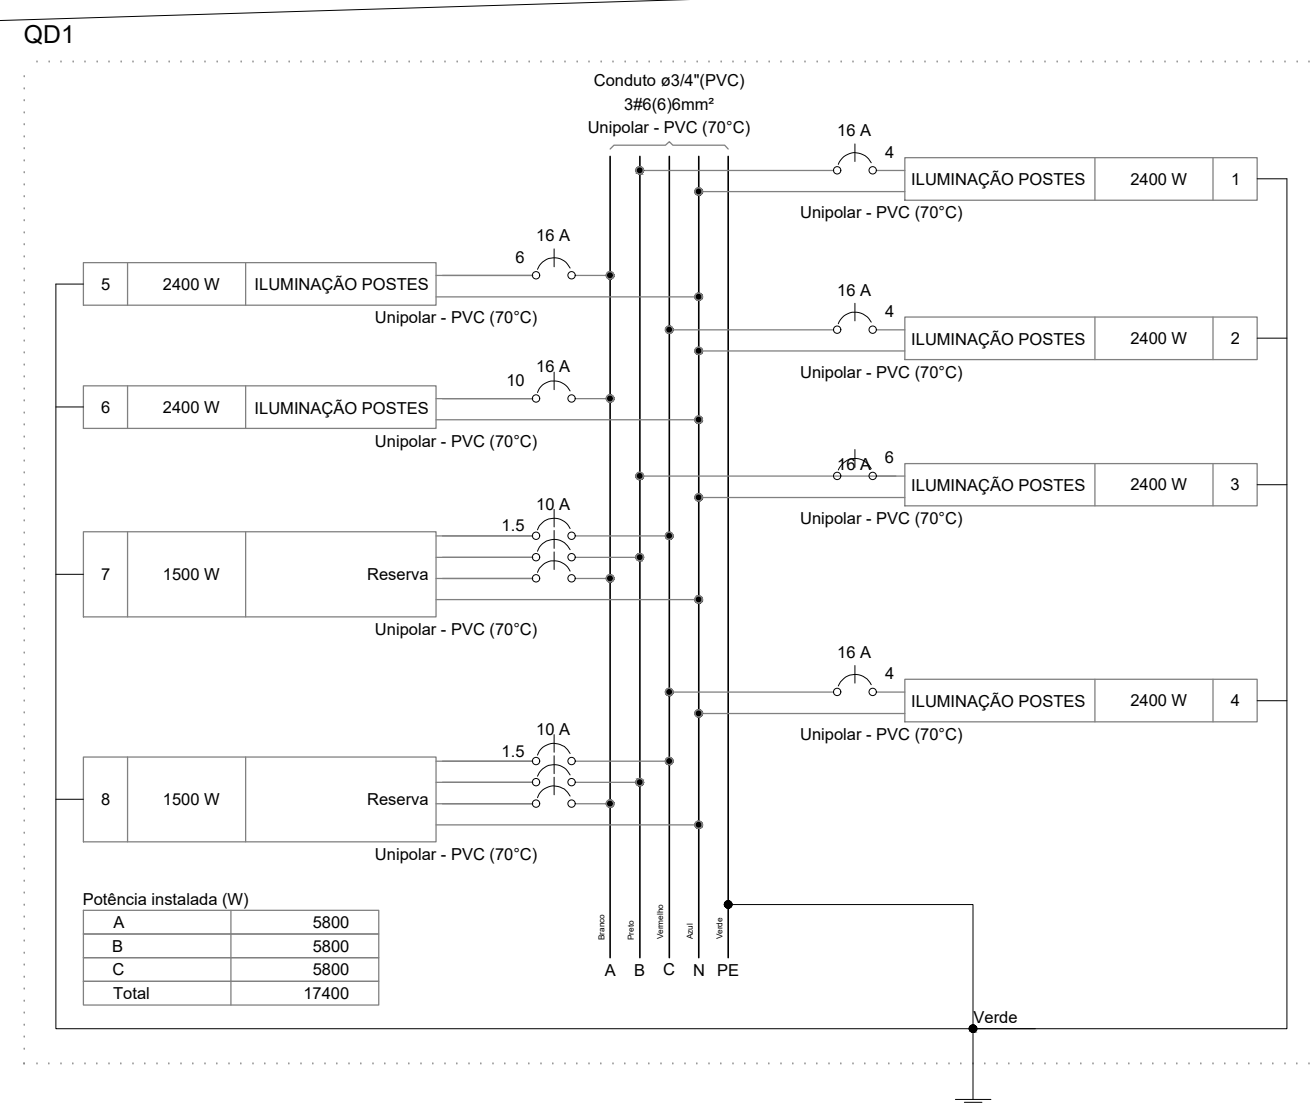 QD1
Conduto ø3/4"(PVC)
3#6(6)6mm²
Unipolar - PVC (70°C)
16 A
4
ILUMINAÇÃO POSTES 2400 W 1
Unipolar - PVC (70°C)
16 A
6
5 2400 W ILUMINAÇÃO POSTES
Unipolar - PVC (70°C)
16 A
4
ILUMINAÇÃO POSTES 2400 W 2
Unipolar - PVC (70°C)
16 A
10
6 2400 W ILUMINAÇÃO POSTES
Unipolar - PVC (70°C)
16 A
6
ILUMINAÇÃO POSTES 2400 W 3
Unipolar - PVC (70°C)
10 A
1.5
7 1500 W Reserva
Unipolar - PVC (70°C)
16 A
4
ILUMINAÇÃO POSTES 2400 W 4
Unipolar - PVC (70°C)
10 A
1.5
8 1500 W Reserva
Unipolar - PVC (70°C)
Potência instalada (W)
A 5800
B 5800
C 5800
Total 17400
Branco
Preto
Vermelho
Azul
Verde
A B C N PE
Verde